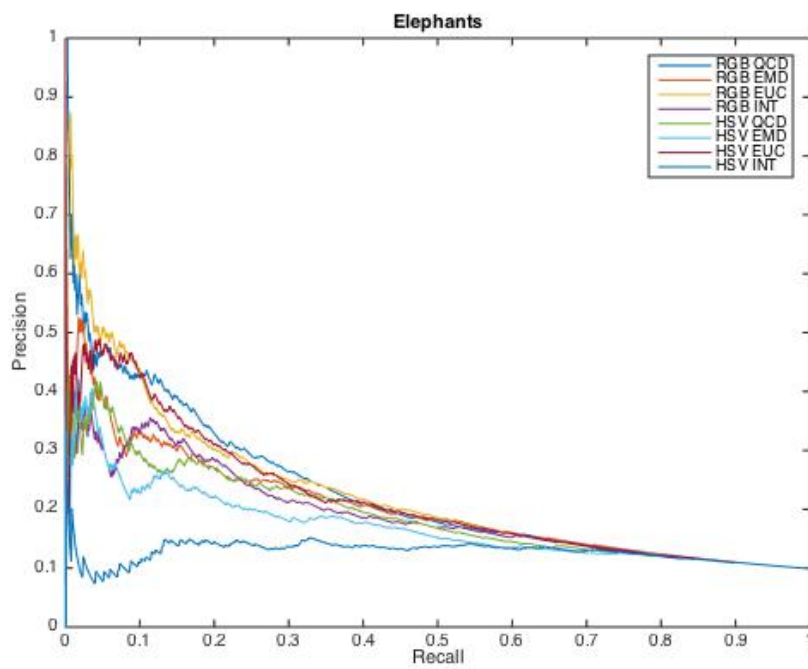 Elephants
1
0.9
0.8
0.7
0.6
0.5
0.4
0.3
0.2
0.1
0
Precision
RGB QCD
RGB EMD
RGB EUC
RGB INT
HSV QCD
HSV EMD
HSV EUC
HSV INT
0 0.1 0.2 0.3 0.4 0.5 0.6 0.7 0.8 0.9
Recall